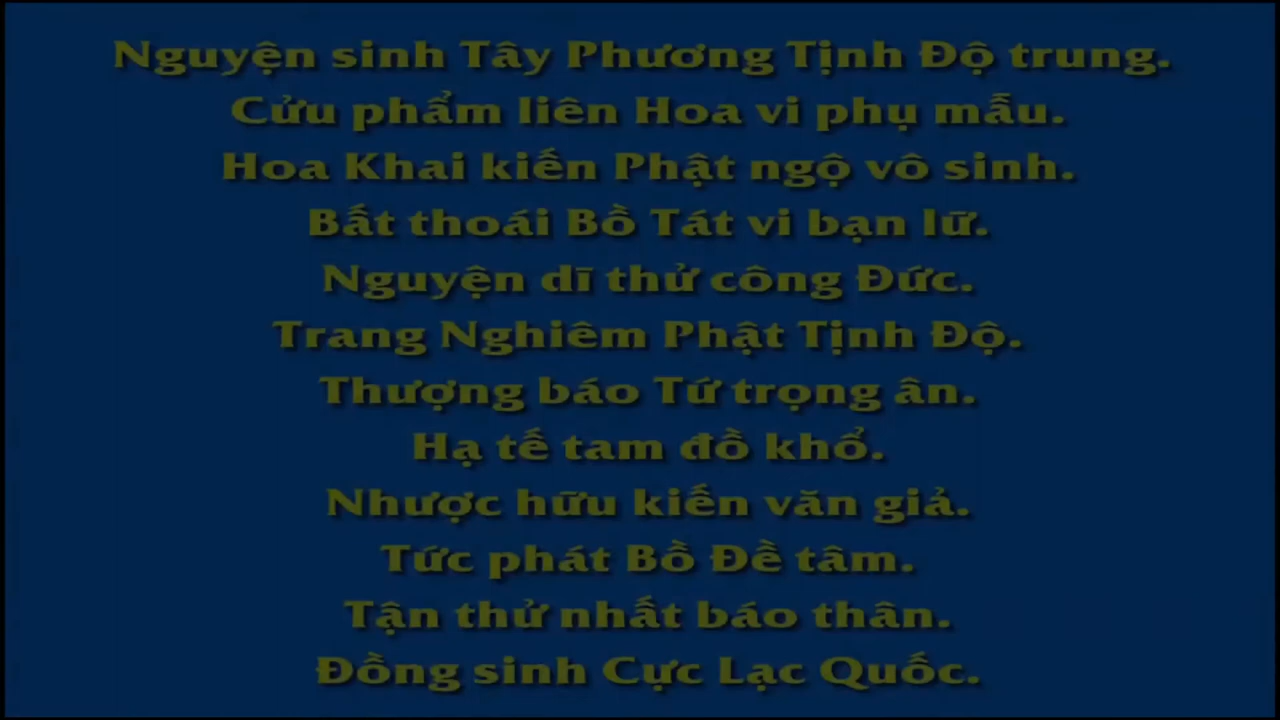 Nguyện sinh Tây Phương Tịnh Độ trung.
Cửu phẩm liên Hoa vi phụ mẫu.
Hoa Khai kiến Phật ngộ vô sinh.
Bất thoái Bồ Tát vi bạn lữ.
Nguyện dĩ thử công Đức.
Trang Nghiêm Phật Tịnh Độ.
Thượng báo Tứ trọng ân.
Hạ tế tam đồ khổ.
Nhược hữu kiến văn giả.
Tức phát Bồ Đề tâm.
Tận thử nhất báo thân.
Đồng sinh Cực Lạc Quốc.